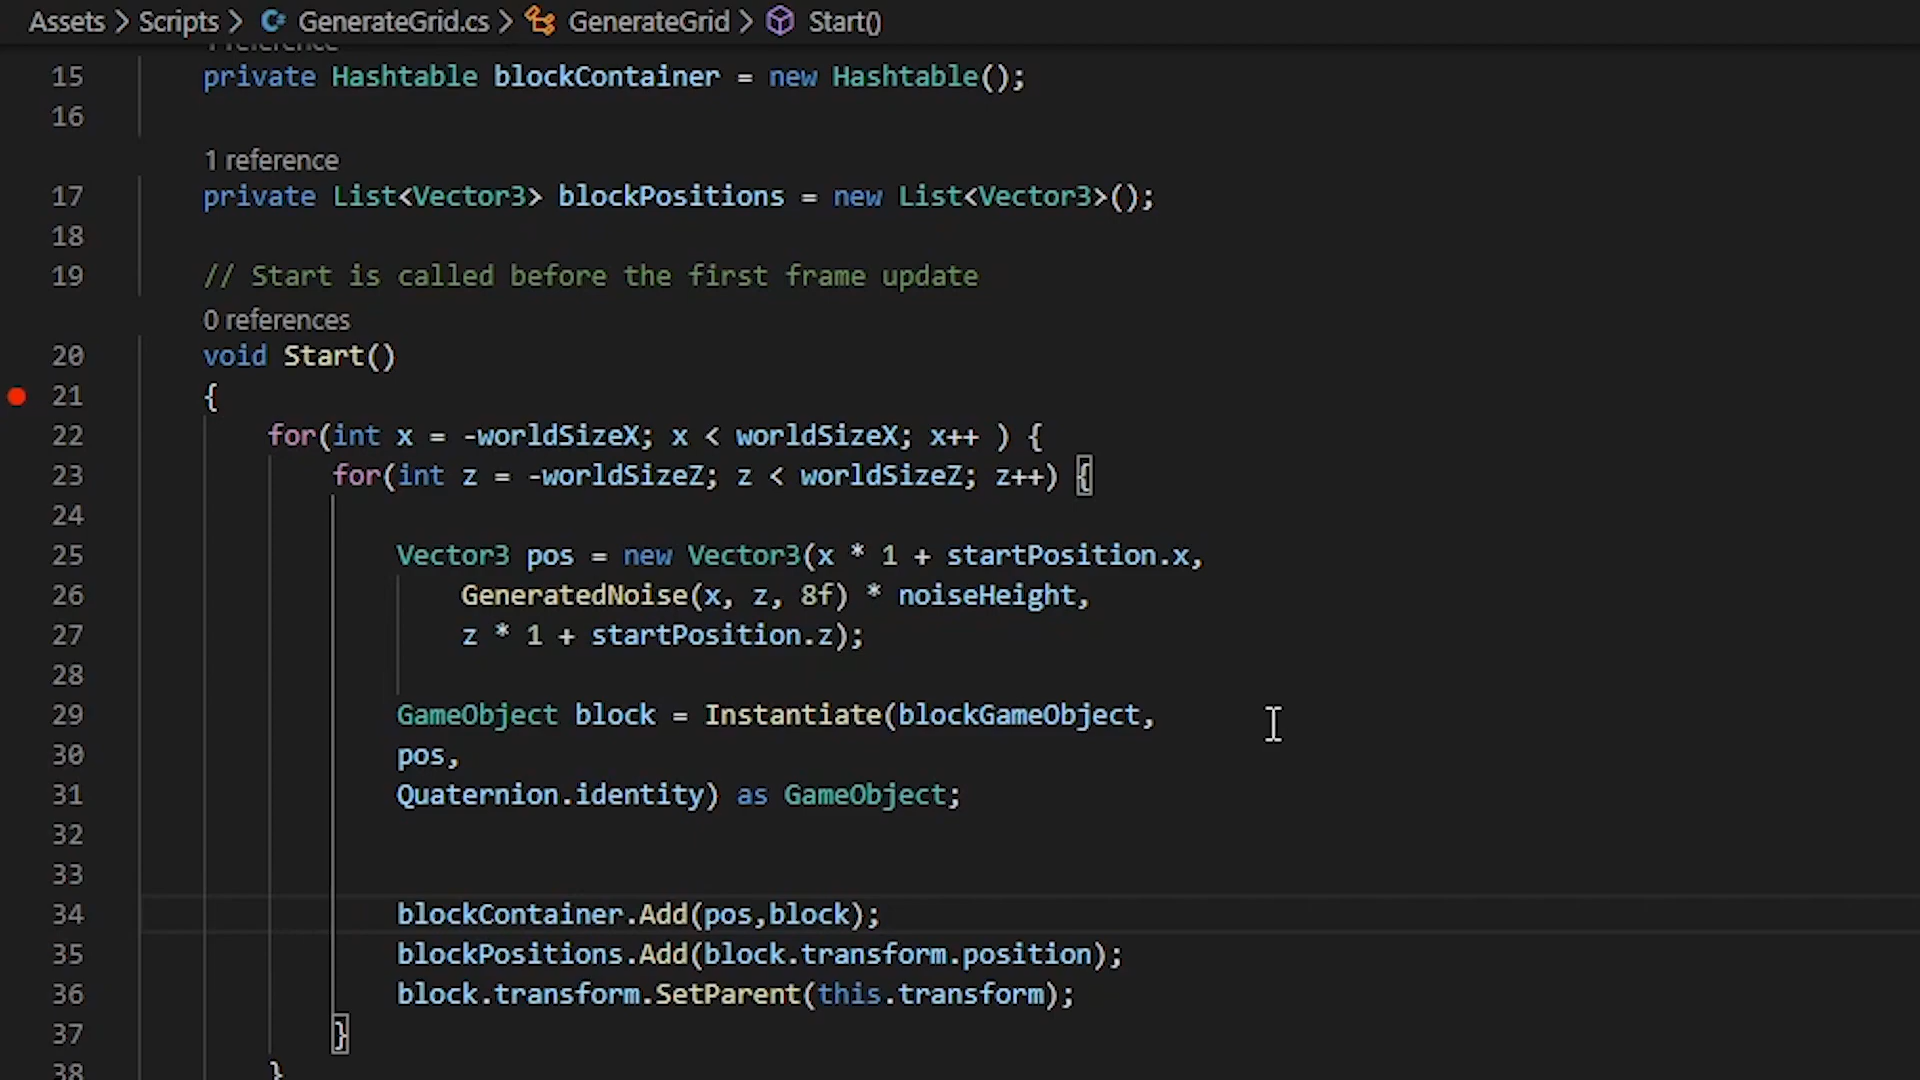 Assets > Scripts > GenerateGrid.cs > GenerateGrid > Start()
1 reference
15 private Hashtable blockContainer = new Hashtable();
16
1 reference
17 private List<Vector3> blockPositions = new List<Vector3>();
18
19 // Start is called before the first frame update
0 references
20 void Start()
21 {
22 for(int x = -worldSizeX; x < worldSizeX; x++ ) {
23 for(int z = -worldSizeZ; z < worldSizeZ; z++) {
24
25 Vector3 pos = new Vector3(x * 1 + startPosition.x,
26 GeneratedNoise(x, z, 8f) * noiseHeight,
27 z * 1 + startPosition.z);
28
29 GameObject block = Instantiate(blockGameObject,
30 pos,
31 Quaternion.identity) as GameObject;
32
33
34 blockContainer.Add(pos,block);
35 blockPositions.Add(block.transform.position);
36 block.transform.SetParent(this.transform);
37 }
38 }